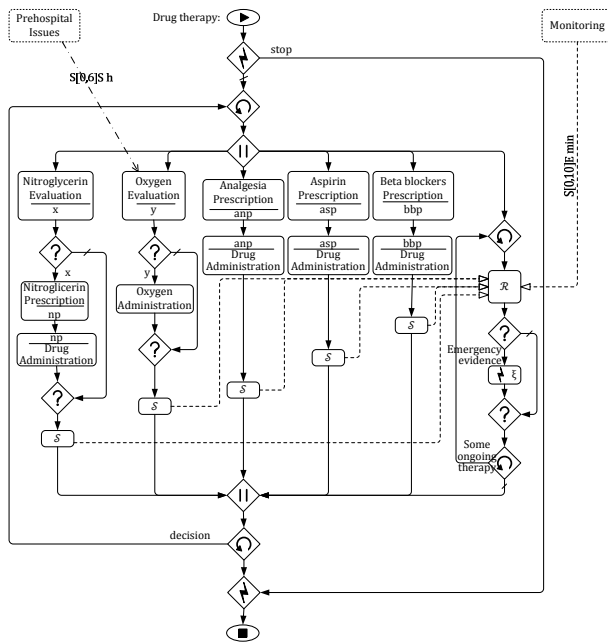 Prehospital
Issues
Drug therapy:
Monitoring
stop
S[0,6]S h
S[0,10]E min
Nitroglycerin
Evaluation
x
Oxygen
Evaluation
y
Analgesia
Prescription
anp
Aspirin
Prescription
asp
Beta blockers
Prescription
bbp
?
?
anp
Drug
Administration
asp
Drug
Administration
bbp
Drug
Administration
x
y
Nitroglicerin
Prescription
np
Oxygen
Administration
ℛ
np
Drug
Administration
?
𝒮
?
Emergency
evidence
𝒮
ξ
?
𝒮
𝒮
?
𝒮
Some
ongoing
therapy
decision